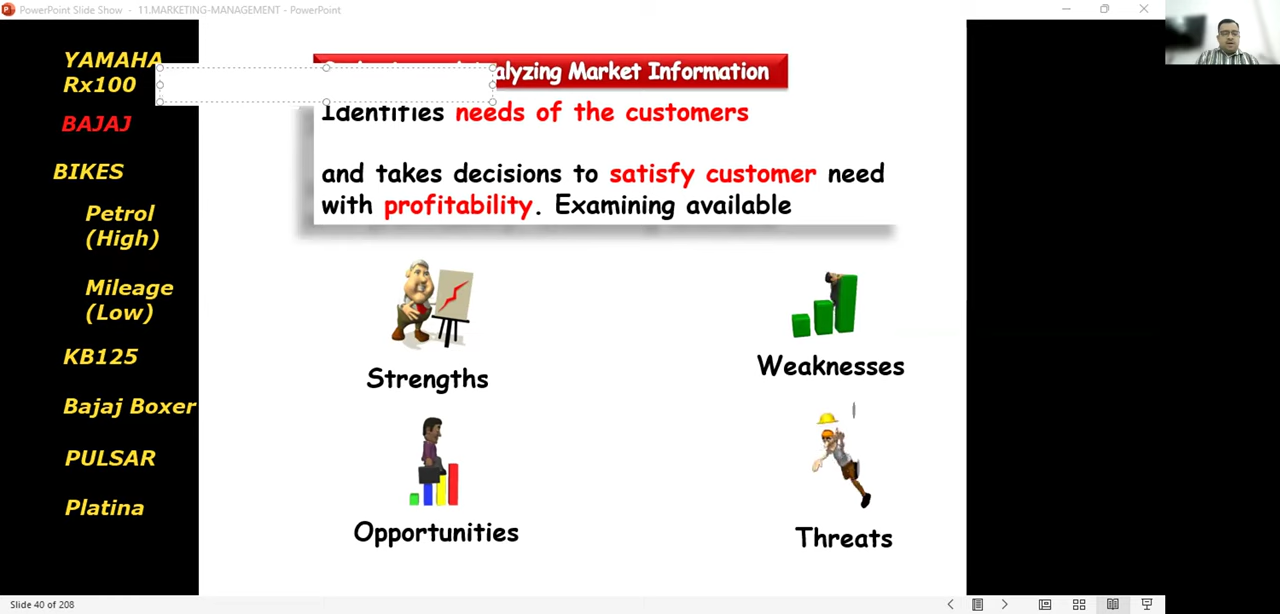 PowerPoint Slide Show - 11.MARKETING-MANAGEMENT - PowerPoint
YAMAHA
Rx100
BAJAJ
BIKES
Petrol
(High)
Mileage
(Low)
KB125
Bajaj Boxer
PULSAR
Platina
Market Information
Identifies needs of the customers
and takes decisions to satisfy customer need
with profitability. Examining available
Strengths
Weaknesses
Opportunities
Threats
Slide 40 of 208